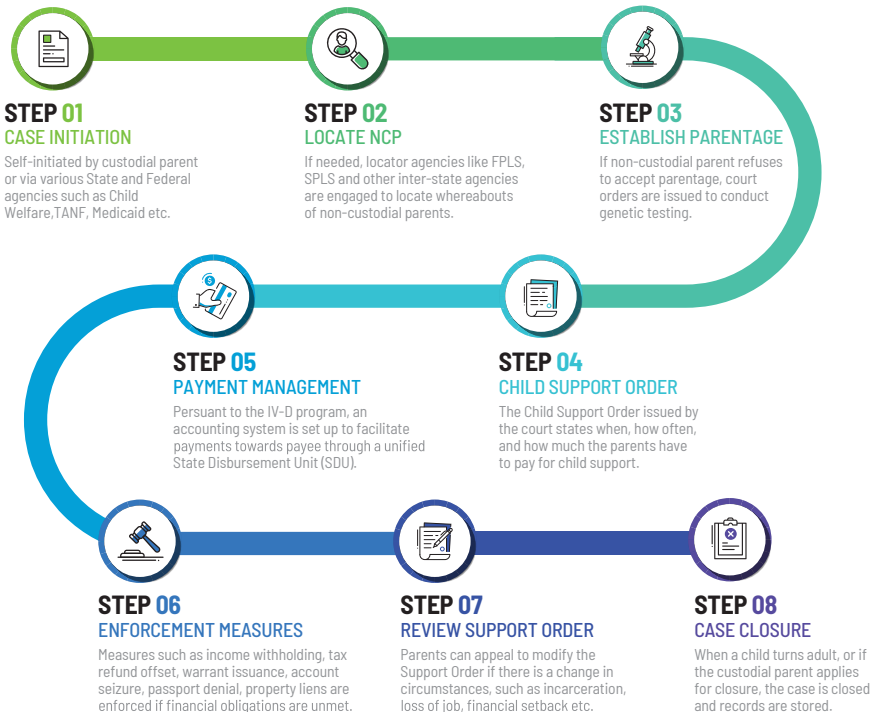 STEP 01
CASE INITIATION
Self-initiated by custodial parent
or via various State and Federal
agencies such as Child
Welfare,TANF, Medicaid etc.
STEP 02
LOCATE NCP
If needed, locator agencies like FPLS,
SPLS and other inter-state agencies
are engaged to locate whereabouts
of non-custodial parents.
STEP 03
ESTABLISH PARENTAGE
If non-custodial parent refuses
to accept parentage, court
orders are issued to conduct
genetic testing.
STEP 04
CHILD SUPPORT ORDER
The Child Support Order issued by
the court states when, how often,
and how much the parents have
to pay for child support.
STEP 05
PAYMENT MANAGEMENT
Persuant to the IV-D program, an
accounting system is set up to facilitate
payments towards payee through a unified
State Disbursement Unit (SDU).
STEP 06
ENFORCEMENT MEASURES
Measures such as income withholding, tax
refund offset, warrant issuance, account
seizure, passport denial, property liens are
enforced if financial obligations are unmet.
STEP 07
REVIEW SUPPORT ORDER
Parents can appeal to modify the
Support Order if there is a change in
circumstances, such as incarceration,
loss of job, financial setback etc.
STEP 08
CASE CLOSURE
When a child turns adult, or if
the custodial parent applies
for closure, the case is closed
and records are stored.